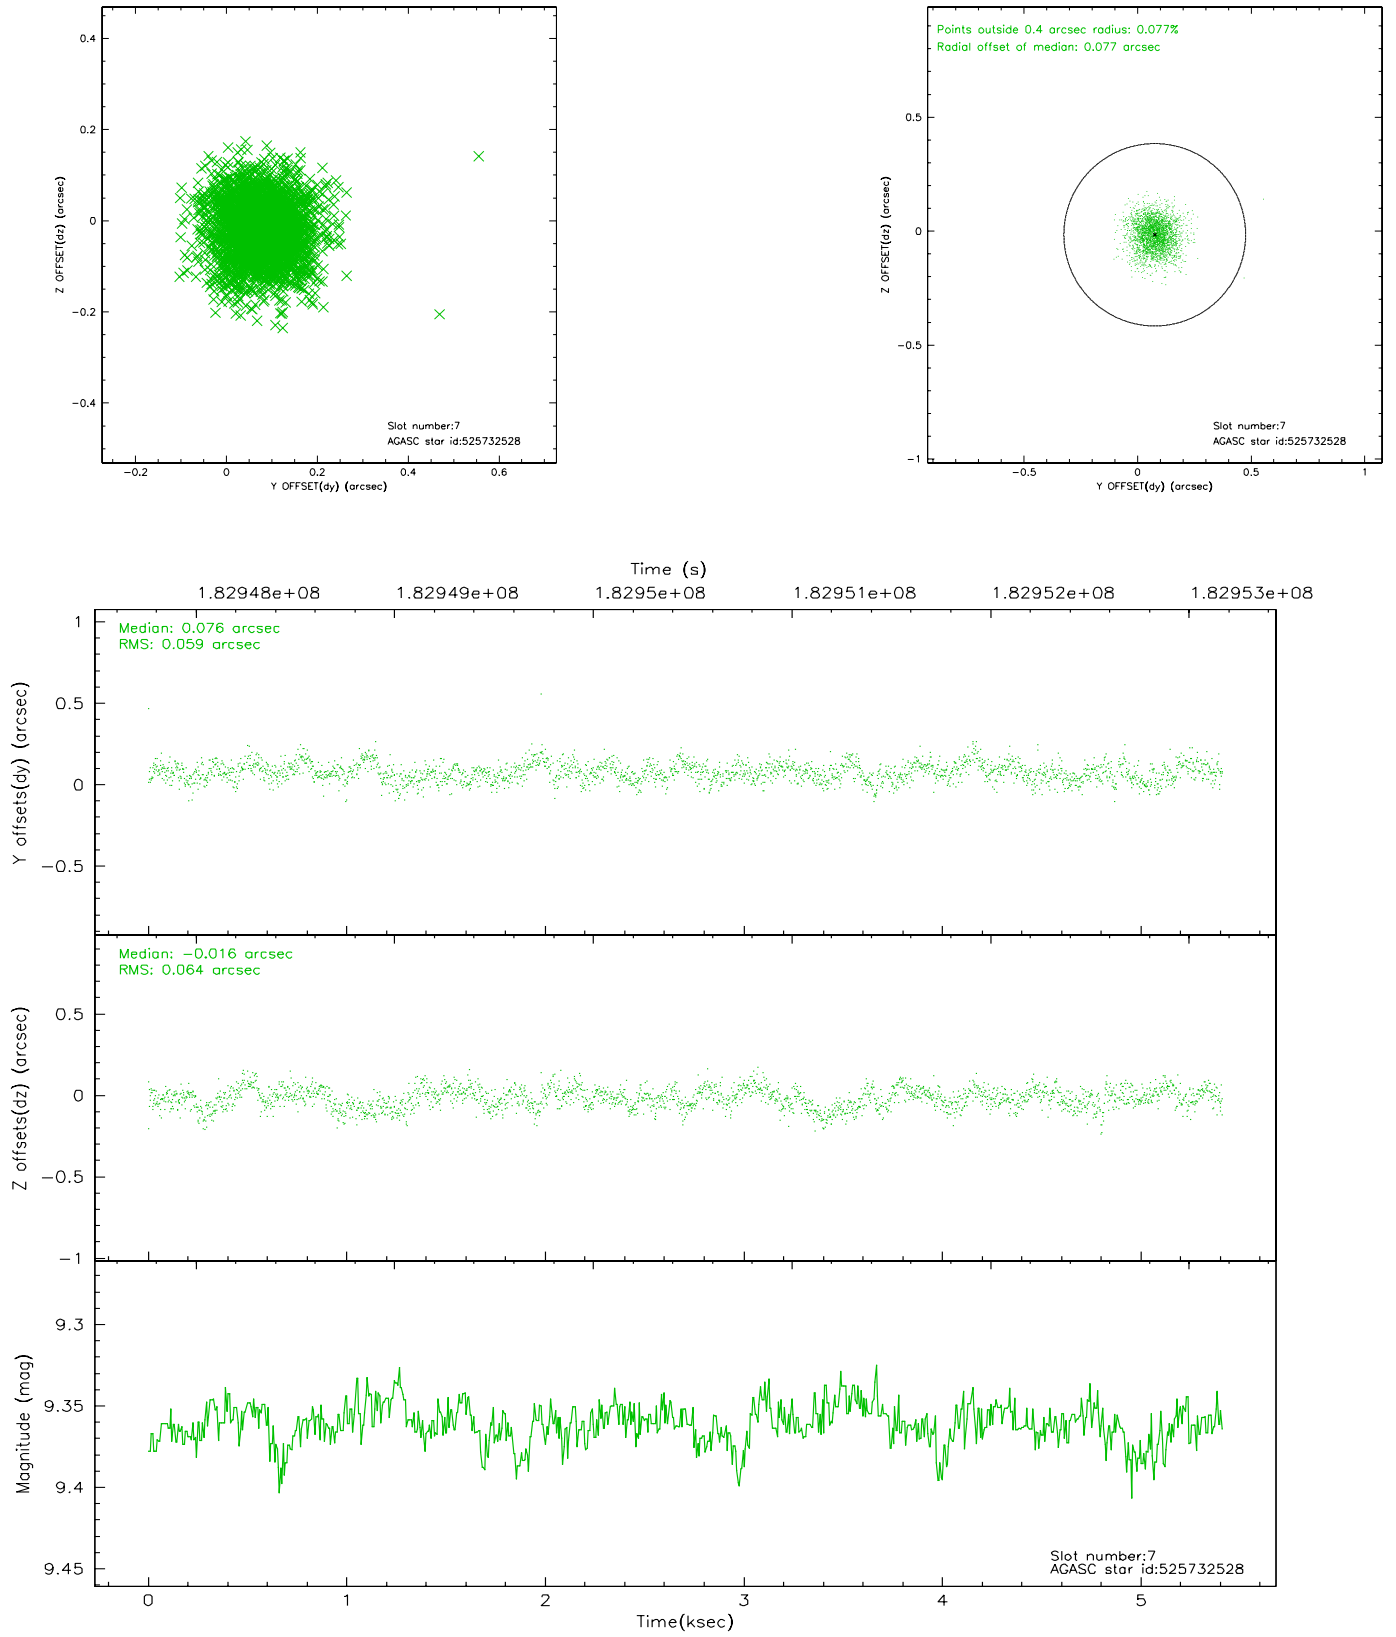 0.4
0.2
0
−0.2
−0.4
Z OFFSET(dz) (arcsec)
Slot number:7
AGASC star id:525732528
−0.2 0 0.2 0.4 0.6
Y OFFSET(dy) (arcsec)
Points outside 0.4 arcsec radius: 0.077%
Radial offset of median: 0.077 arcsec
0.5
0
−0.5
−1
Z OFFSET(dz) (arcsec)
Slot number:7
AGASC star id:525732528
−0.5 0 0.5 1
Y OFFSET(dy) (arcsec)
Time (s)
1.82948e+08 1.82949e+08 1.8295e+08 1.82951e+08 1.82952e+08 1.82953e+08
Median: 0.076 arcsec
RMS: 0.059 arcsec
1
0.5
0
−0.5
Y offsets(dy) (arcsec)
Median: −0.016 arcsec
RMS: 0.064 arcsec
0.5
0
−0.5
−1
Z offsets(dz) (arcsec)
9.3
9.35
9.4
9.45
Magnitude (mag)
Slot number:7
AGASC star id:525732528
0 1 2 3 4 5
Time(ksec)